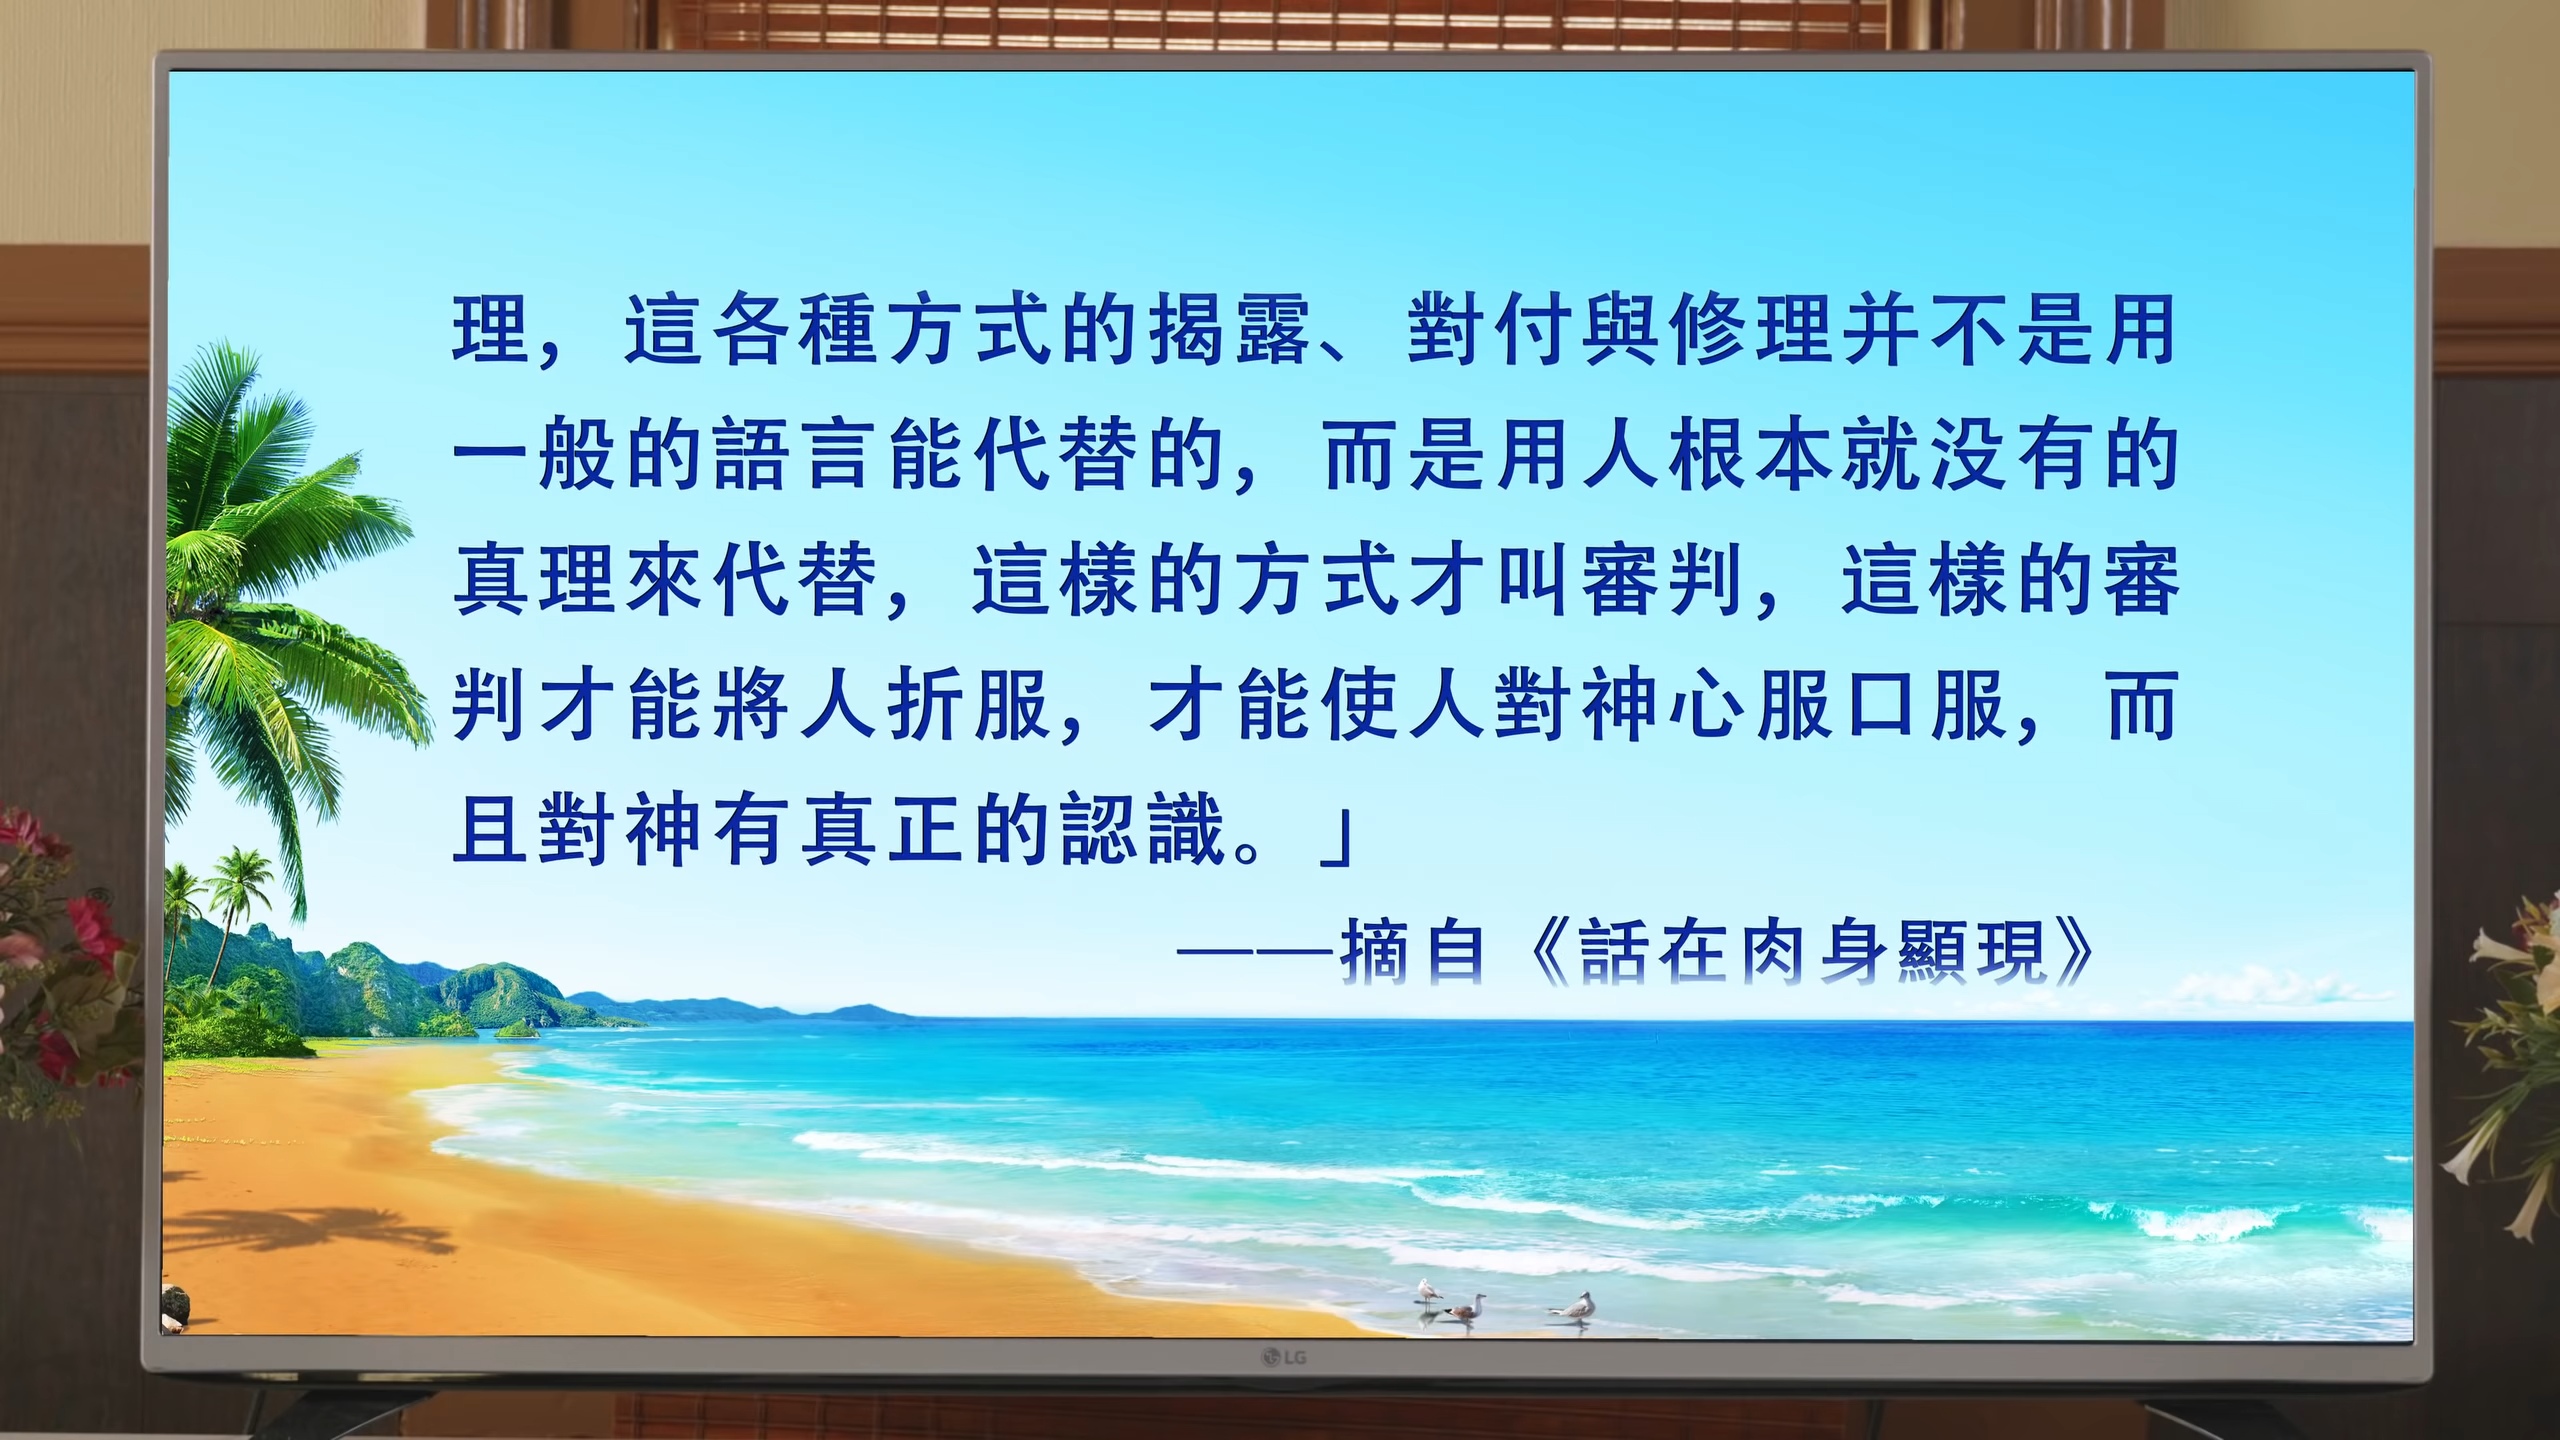 理，這各種方式的揭露、對付與修理并不是用
一般的語言能代替的，而是用人根本就没有的
真理來代替，這樣的方式才叫審判，這樣的審
判才能將人折服，才能使人對神心服口服，而
且對神有真正的認識。」
——摘自《話在肉身顯現》
LG